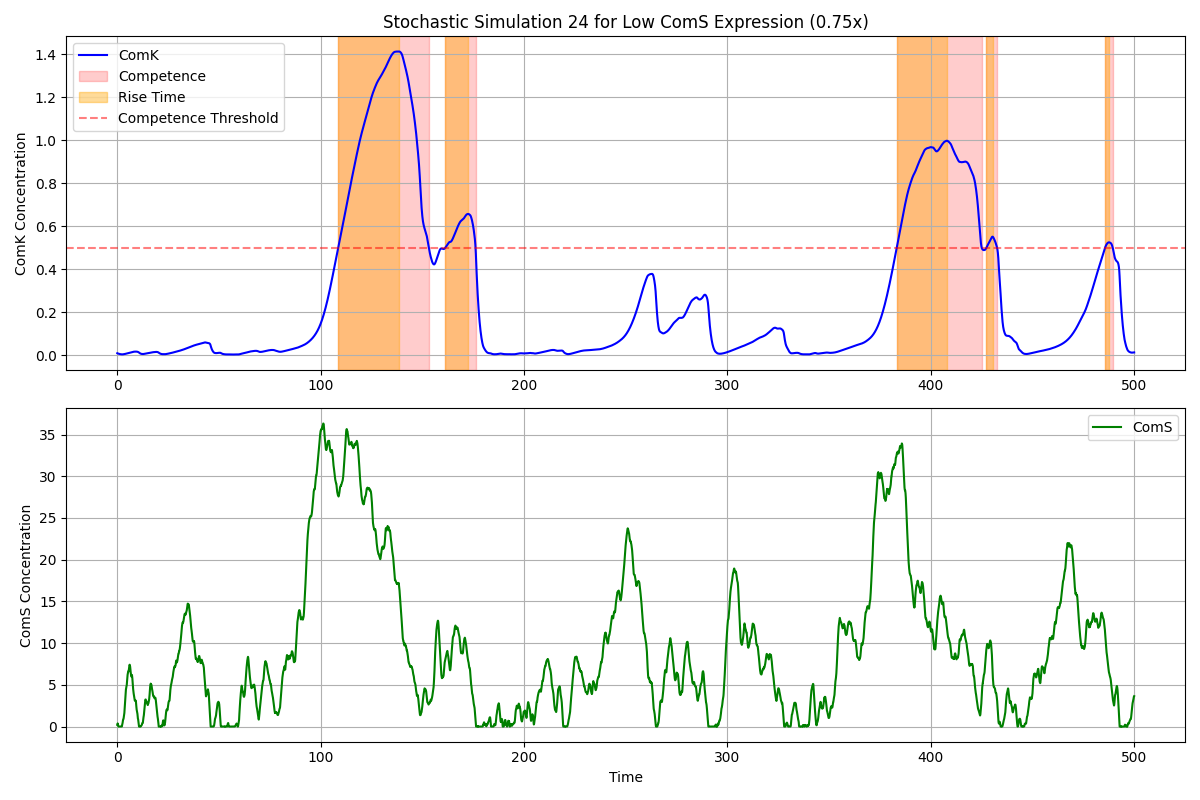 Stochastic Simulation 24 for Low ComS Expression (0.75x)
ComK Concentration
1.4
1.2
1.0
0.8
0.6
0.4
0.2
0.0
ComK
Competence
Rise Time
Competence Threshold
0 100 200 300 400 500
ComS Concentration
35
30
25
20
15
10
5
0
ComS
0 100 200 300 400 500
Time